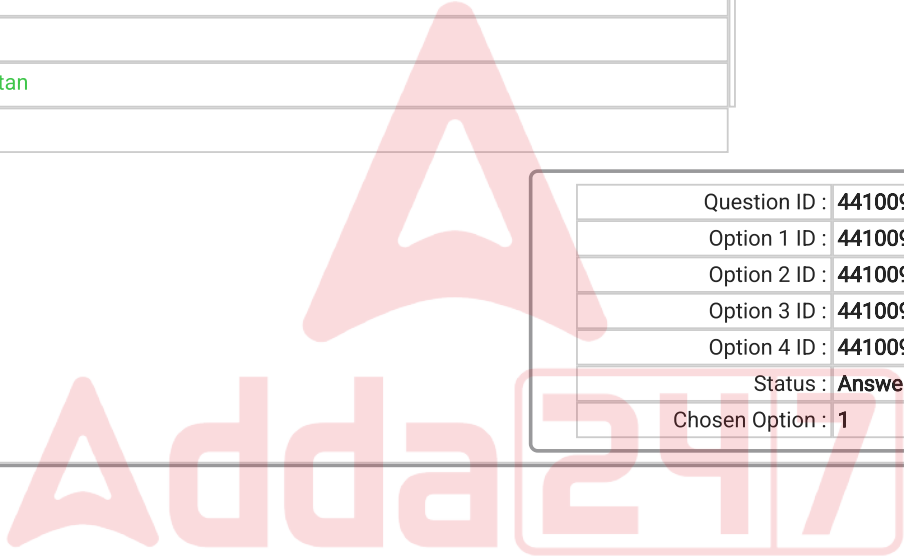 tan
Question ID : 441009
Option 1 ID : 441009
Option 2 ID : 441009
Option 3 ID : 441009
Option 4 ID : 441009
Status : Answe
Chosen Option : 1
Adda247